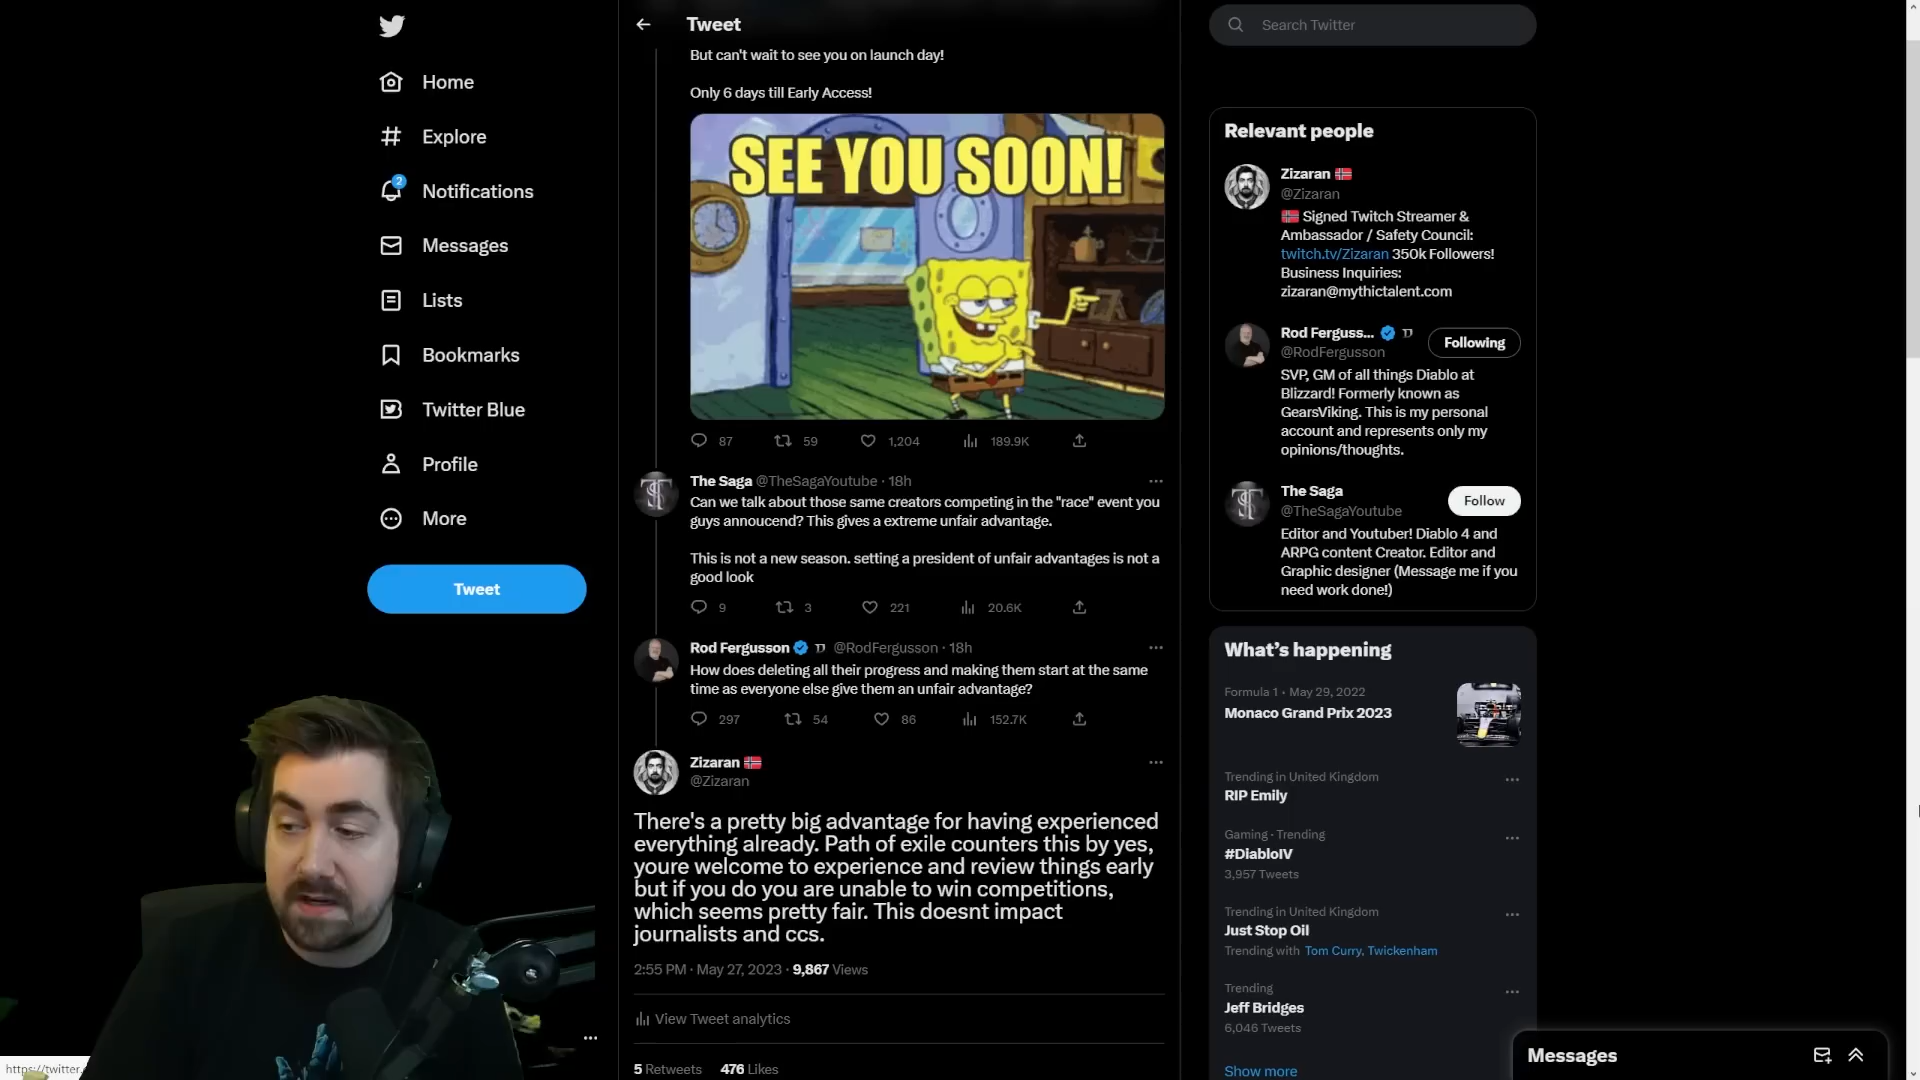 Home
Explore
2
Notifications
Messages
Lists
Bookmarks
Twitter Blue
Profile
More
Tweet
Tweet
But can't wait to see you on launch day!
Only 6 days till Early Access!
SEE YOU SOON!
87
59
1,204
189.9K
The Saga @TheSagaYoutube · 18h
Can we talk about those same creators competing in the "race" event you
guys annoucend? This gives a extreme unfair advantage.
This is not a new season. setting a president of unfair advantages is not a
good look
9
3
221
20.6K
Rod Fergusson @RodFergusson · 18h
How does deleting all their progress and making them start at the same
time as everyone else give them an unfair advantage?
297
54
86
152.7K
Zizaran
@Zizaran
There's a pretty big advantage for having experienced
everything already. Path of exile counters this by yes,
youre welcome to experience and review things early
but if you do you are unable to win competitions,
which seems pretty fair. This doesnt impact
journalists and ccs.
2:55 PM · May 27, 2023 · 9,867 Views
View Tweet analytics
5 Retweets 476 Likes
Search Twitter
Relevant people
Zizaran
@Zizaran
Signed Twitch Streamer &
Ambassador / Safety Council:
twitch.tv/Zizaran 350k Followers!
Business Inquiries:
zizaran@mythictalent.com
Rod Ferguss...
Following
@RodFergusson
SVP, GM of all things Diablo at
Blizzard! Formerly known as
GearsViking. This is my personal
account and represents only my
opinions/thoughts.
The Saga
Follow
@TheSagaYoutube
Editor and Youtuber! Diablo 4 and
ARPG content Creator. Editor and
Graphic designer (Message me if you
need work done!)
What's happening
Formula 1 · May 29, 2022
Monaco Grand Prix 2023
Trending in United Kingdom
RIP Emily
Gaming · Trending
#DiabloIV
3,957 Tweets
Trending in United Kingdom
Just Stop Oil
Trending with Tom Curry, Twickenham
Trending
Jeff Bridges
6,046 Tweets
Show more
Messages
https://twitter.